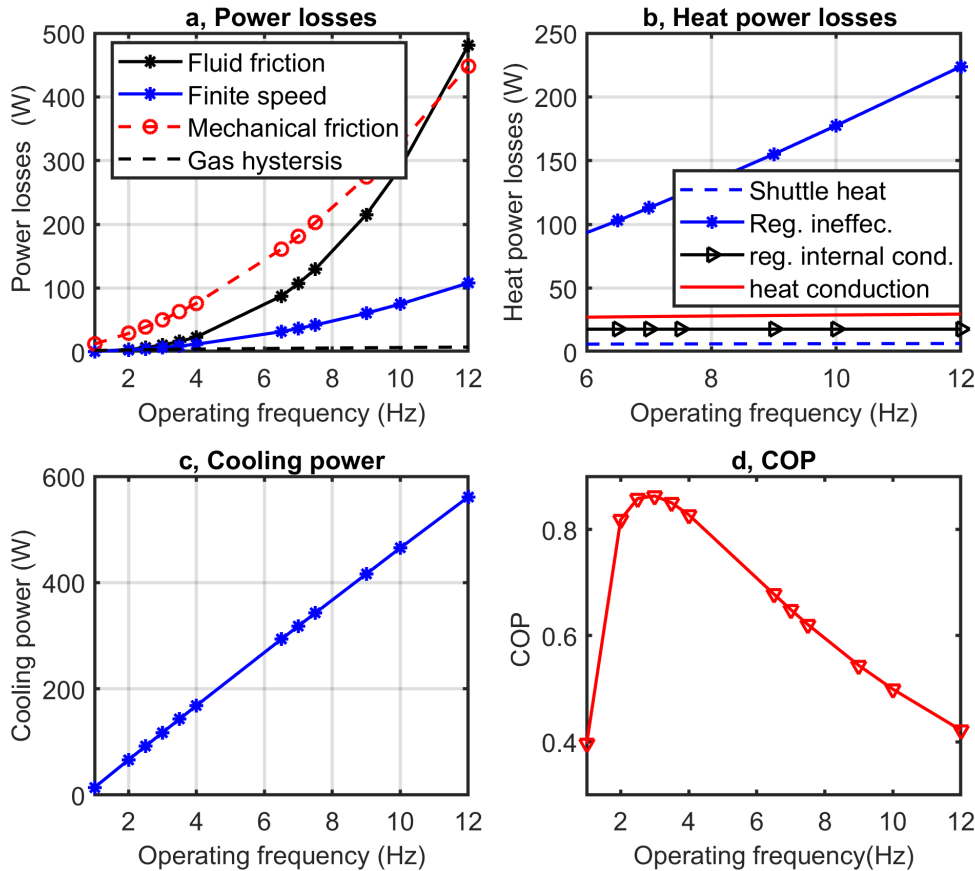 a, Power losses
500
400
300
200
100
0
Power losses (W)
Fluid friction
Finite speed
Mechanical friction
Gas hystersis
2 4 6 8 10 12
Operating frequency (Hz)
b, Heat power losses
250
200
150
100
50
0
Heat power losses (W)
Shuttle heat
Reg. ineffec.
reg. internal cond.
heat conduction
6 8 10 12
Operating frequency (Hz)
c, Cooling power
600
400
200
0
Cooling power (W)
2 4 6 8 10 12
Operating frequency (Hz)
d, COP
0.8
0.6
0.4
COP
2 4 6 8 10 12
Operating frequency(Hz)